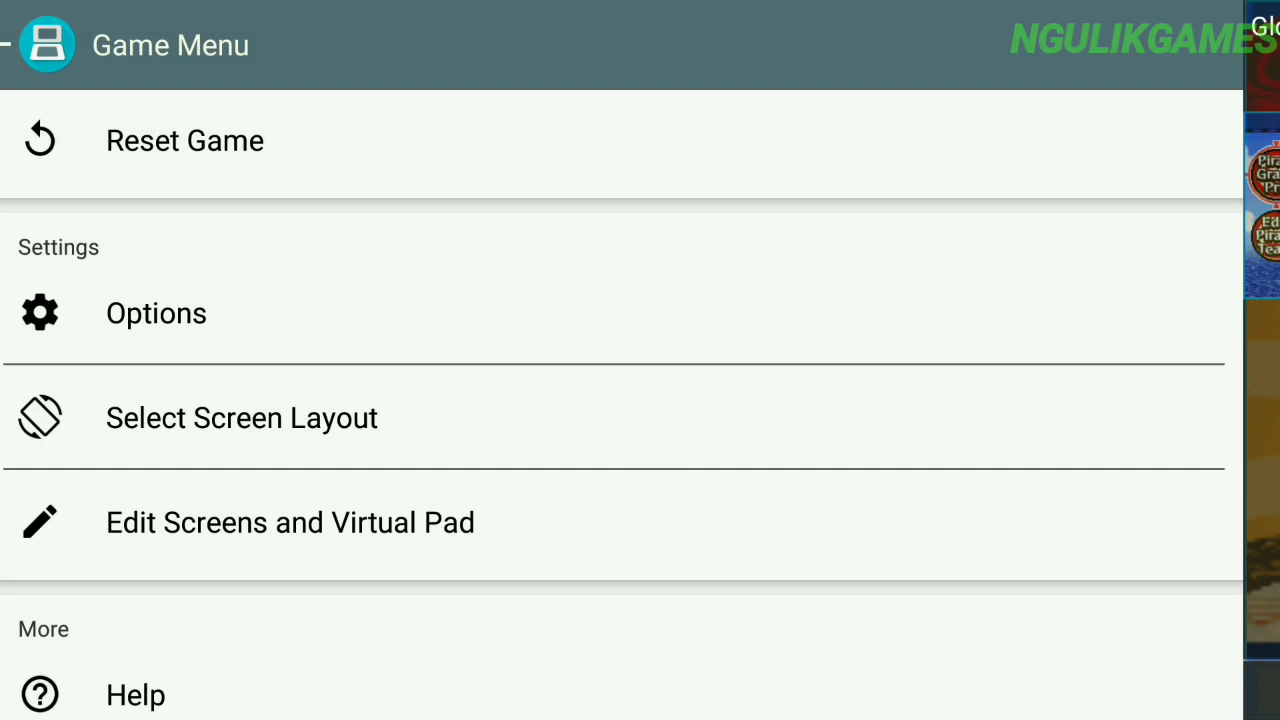 Game Menu
NGULIKGAMES
Reset Game
Settings
Options
Select Screen Layout
Edit Screens and Virtual Pad
More
Help